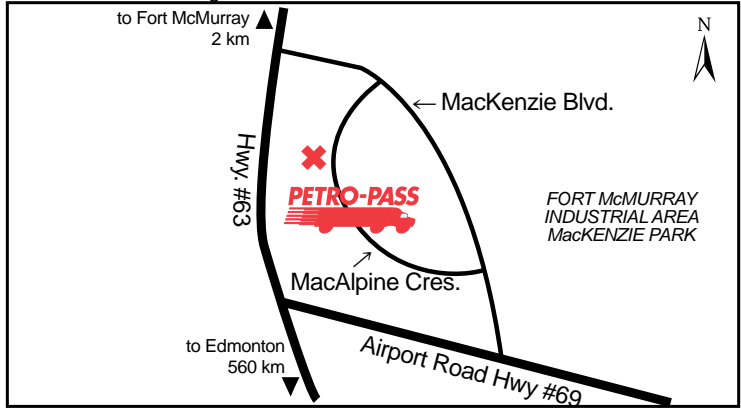 to Fort McMurray
2 km
N
MacKenzie Blvd.
Hwy. #63
PETRO-PASS
FORT McMURRAY
INDUSTRIAL AREA
MacKENZIE PARK
MacAlpine Cres.
to Edmonton
560 km
Airport Road Hwy #69